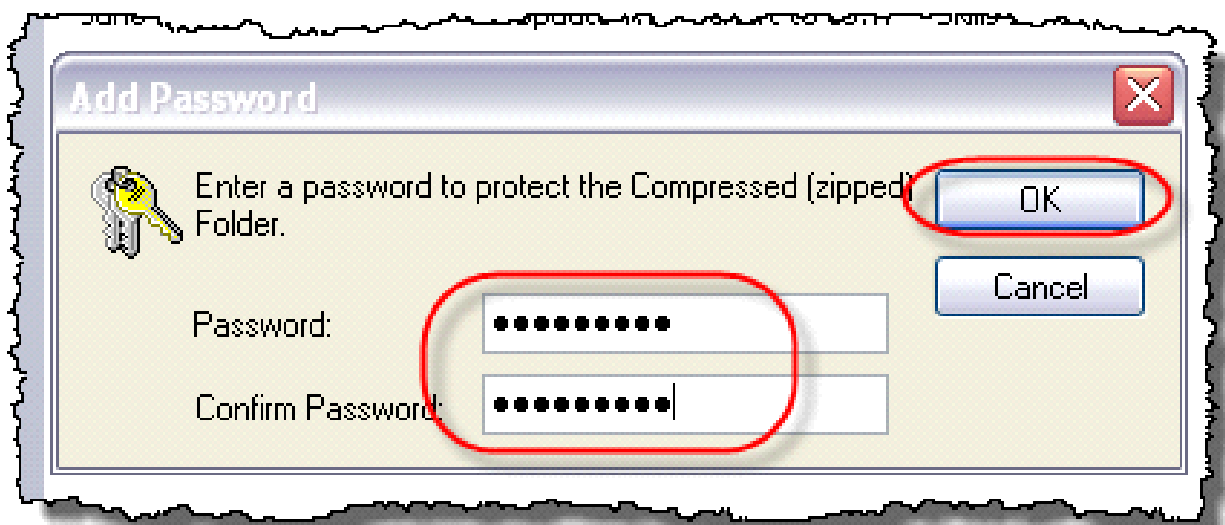 Add Password
Enter a password to protect the Compressed (zipped)
Folder.
OK
Cancel
Password: •••••••••
Confirm Password: •••••••••